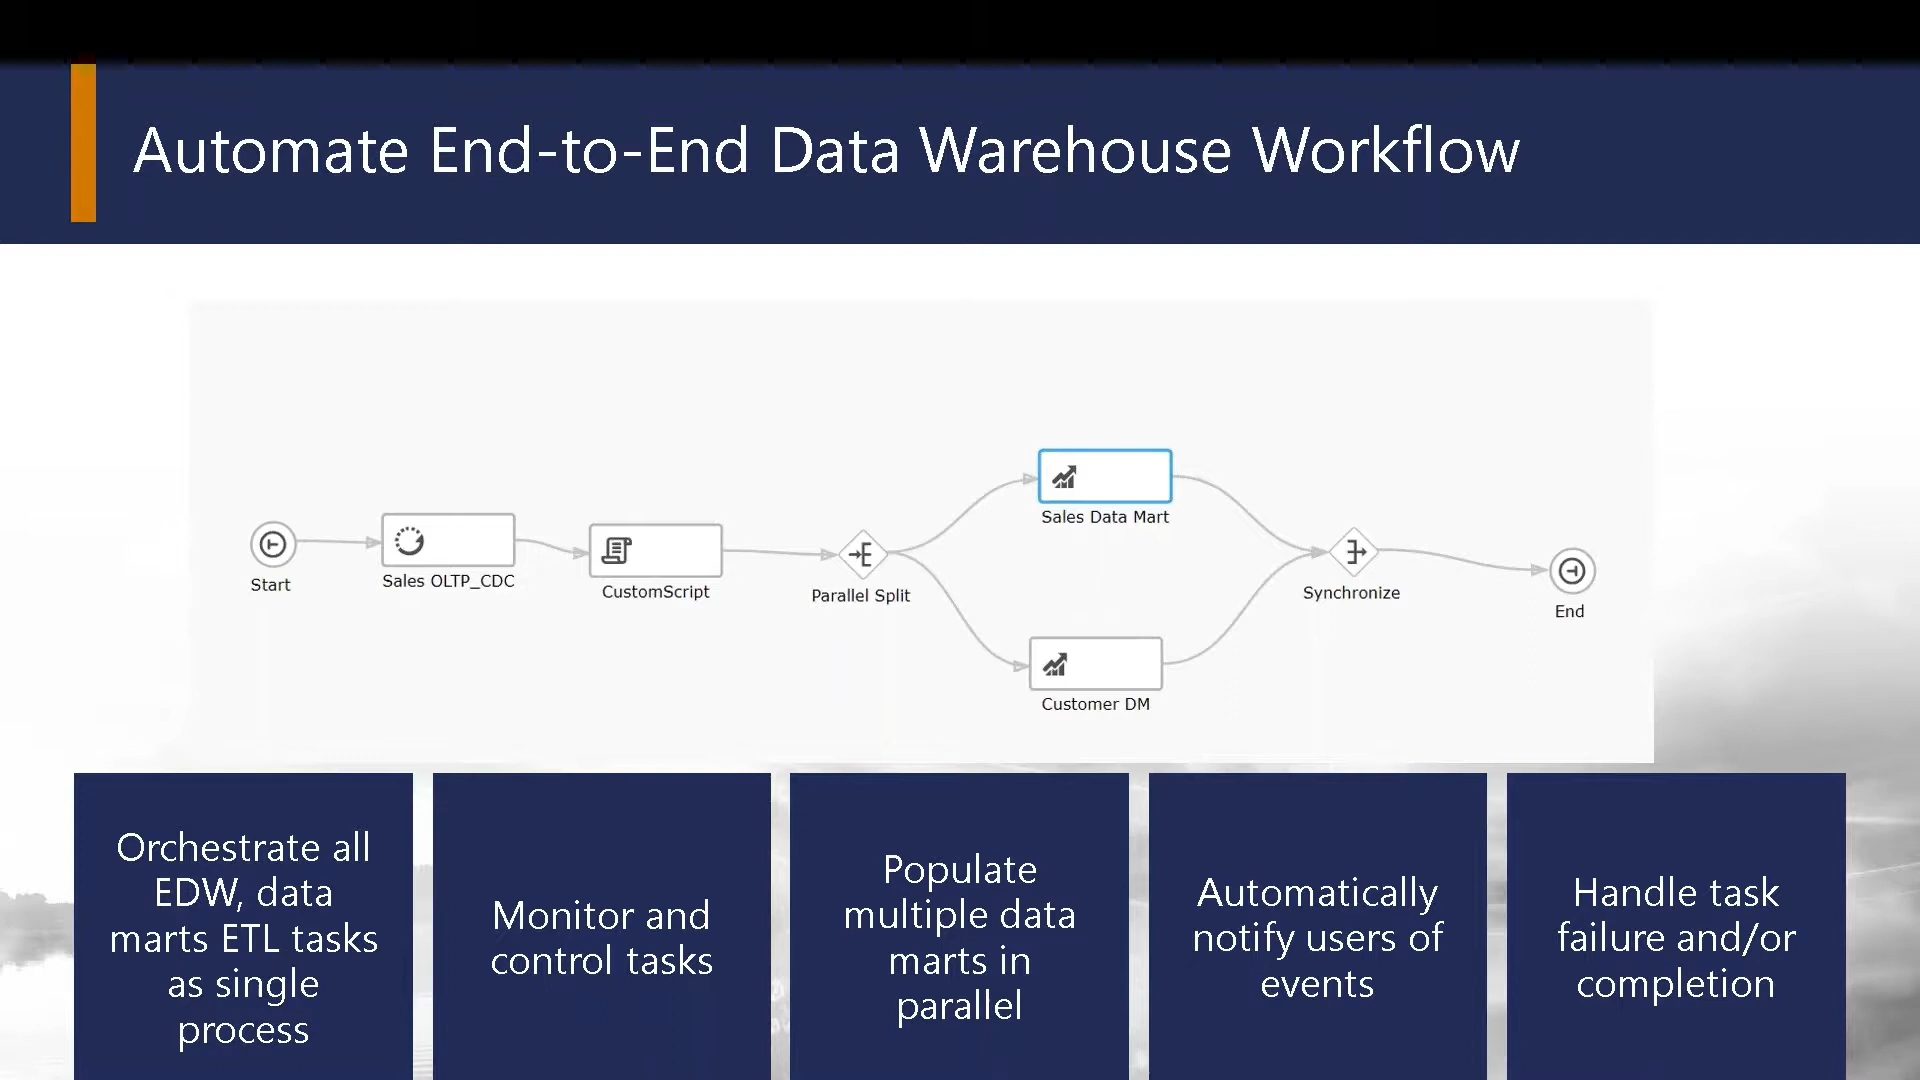 Automate End-to-End Data Warehouse Workflow
Start
Sales OLTP_CDC
CustomScript
Parallel Split
Sales Data Mart
Customer DM
Synchronize
End
Orchestrate all
EDW, data
marts ETL tasks
as single
process
Monitor and
control tasks
Populate
multiple data
marts in
parallel
Automatically
notify users of
events
Handle task
failure and/or
completion